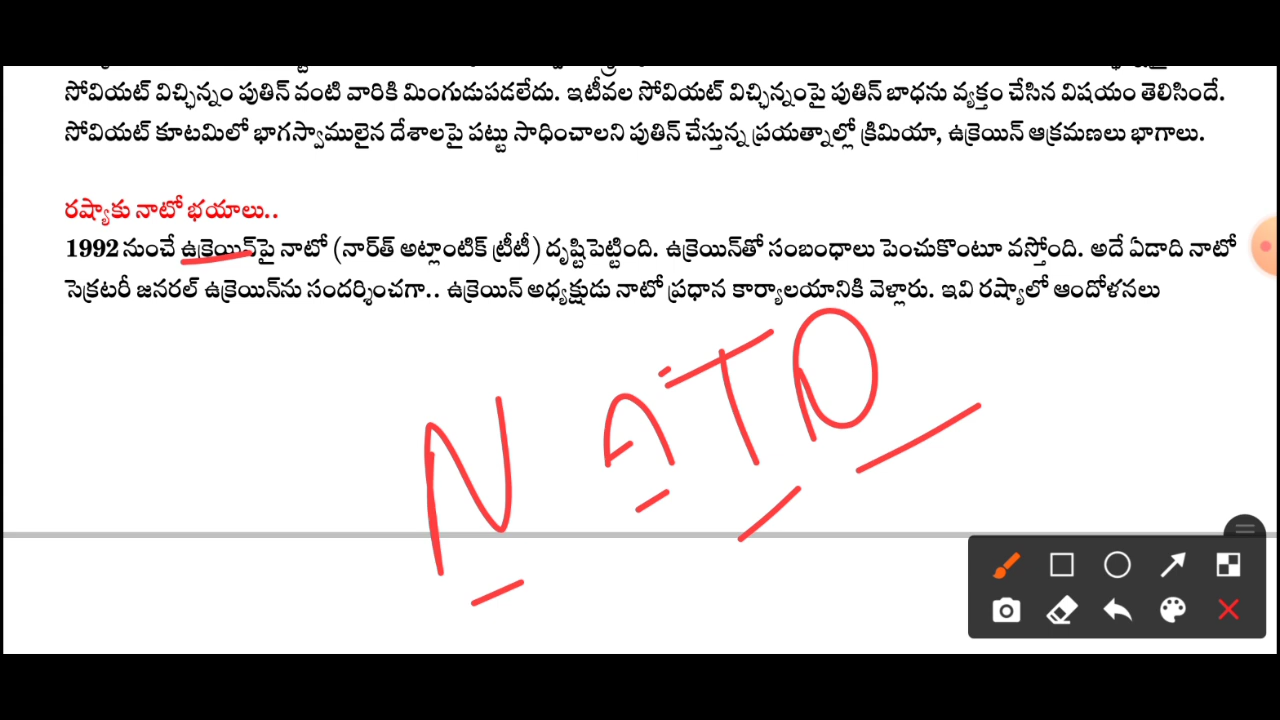 సోవియట్ విచ్ఛిన్నం పుతిన్ వంటి వారికి మింగుడుపడలేదు. ఇటీవల సోవియట్ విచ్ఛిన్నంపై పుతిన్ బాధను వ్యక్తం చేసిన విషయం తెలిసిందే.
సోవియట్ కూటమిలో భాగస్వాములైన దేశాలపై పట్టు సాధించాలని పుతిన్ చేస్తున్న ప్రయత్నాల్లో క్రిమియా, ఉక్రెయిన్ ఆక్రమణలు భాగాలు.
రష్యాకు నాటో భయాలు..
1992 నుంచే ఉక్రెయిన్‌పై నాటో (నార్త్ అట్లాంటిక్ ట్రీటీ) దృష్టిపెట్టింది. ఉక్రెయిన్‌తో సంబంధాలు పెంచుకొంటూ వస్తోంది. అదే ఏడాది నాటో
సెక్రటరీ జనరల్ ఉక్రెయిన్‌ను సందర్శించగా.. ఉక్రెయిన్ అధ్యక్షుడు నాటో ప్రధాన కార్యాలయానికి వెళ్లారు. ఇవి రష్యాలో ఆందోళనలు
NATO